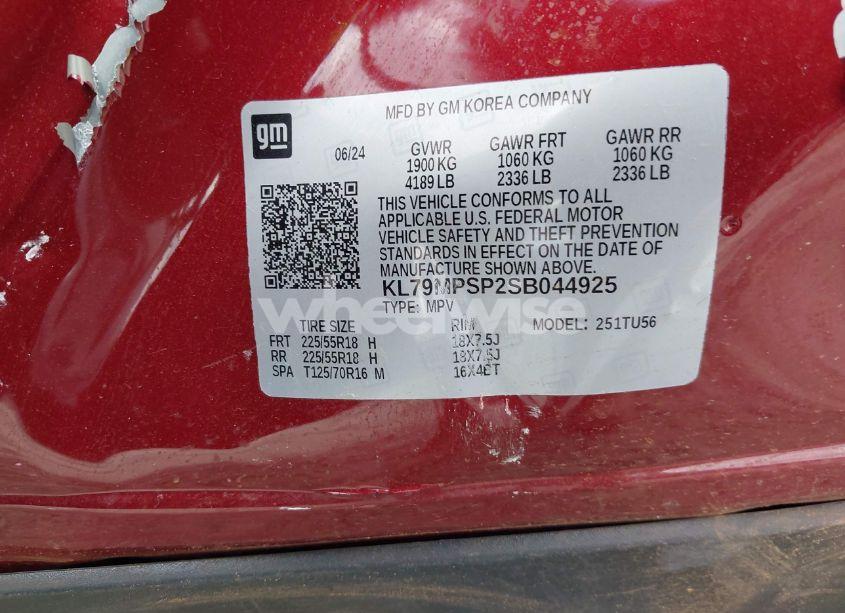 MFD BY GM KOREA COMPANY
gm
06/24
GVWR GAWR FRT GAWR RR
1900 KG 1060 KG 1060 KG
4189 LB 2336 LB 2336 LB
THIS VEHICLE CONFORMS TO ALL
APPLICABLE U.S. FEDERAL MOTOR
VEHICLE SAFETY AND THEFT PREVENTION
STANDARDS IN EFFECT ON THE DATE OF
MANUFACTURE SHOWN ABOVE.
KL79MPSP2SB044925
TYPE: MPV
wheelwise
TIRE SIZE RIM MODEL: 251TU56
FRT 225/55R18 H 18X7.5J
RR 225/55R18 H 18X7.5J
SPA T125/70R16 M 16X4BT